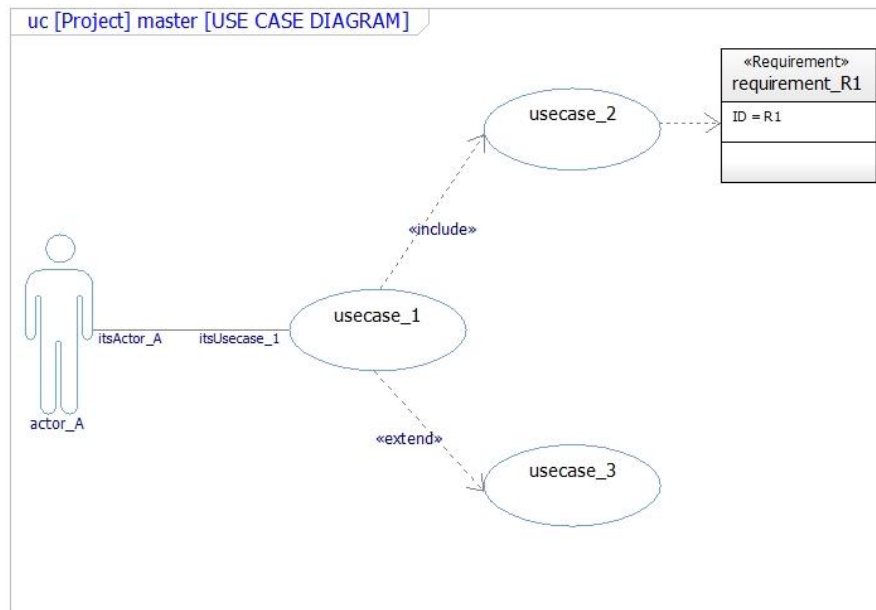 uc [Project] master [USE CASE DIAGRAM]
«Requirement»
requirement_R1
ID = R1
usecase_2
«include»
usecase_1
itsActor_A
itsUsecase_1
actor_A
«extend»
usecase_3